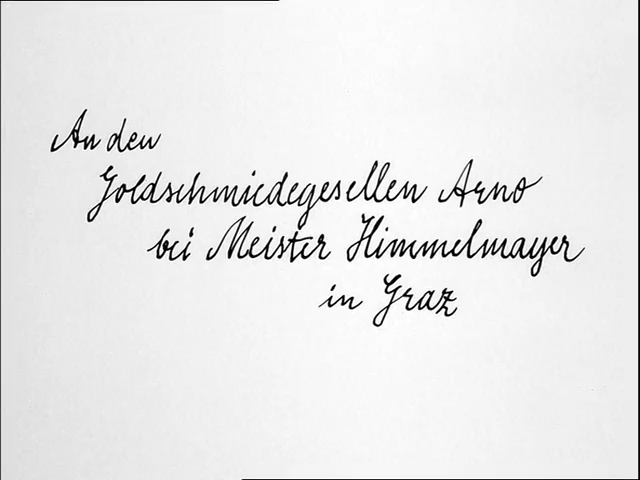 An den
Goldschmiedegesellen Arno
bei Meister Himmelmayer
in Graz